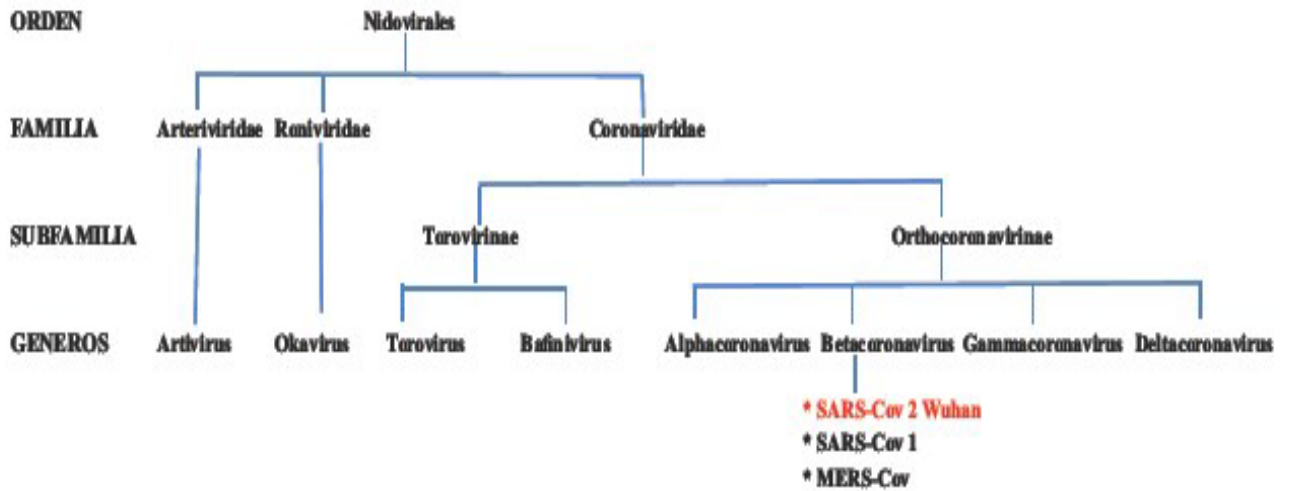 ORDEN Nidovirales
FAMILIA Arteriviridae Roniviridae Coronaviridae
SUBFAMILIA Torovirinae Orthocoronavirinae
GENEROS Artivirus Okavirus Torovirus Bafinivirus Alphacoronavirus Betacoronavirus Gammacoronavirus Deltacoronavirus
* SARS-Cov 2 Wuhan
* SARS-Cov 1
* MERS-Cov